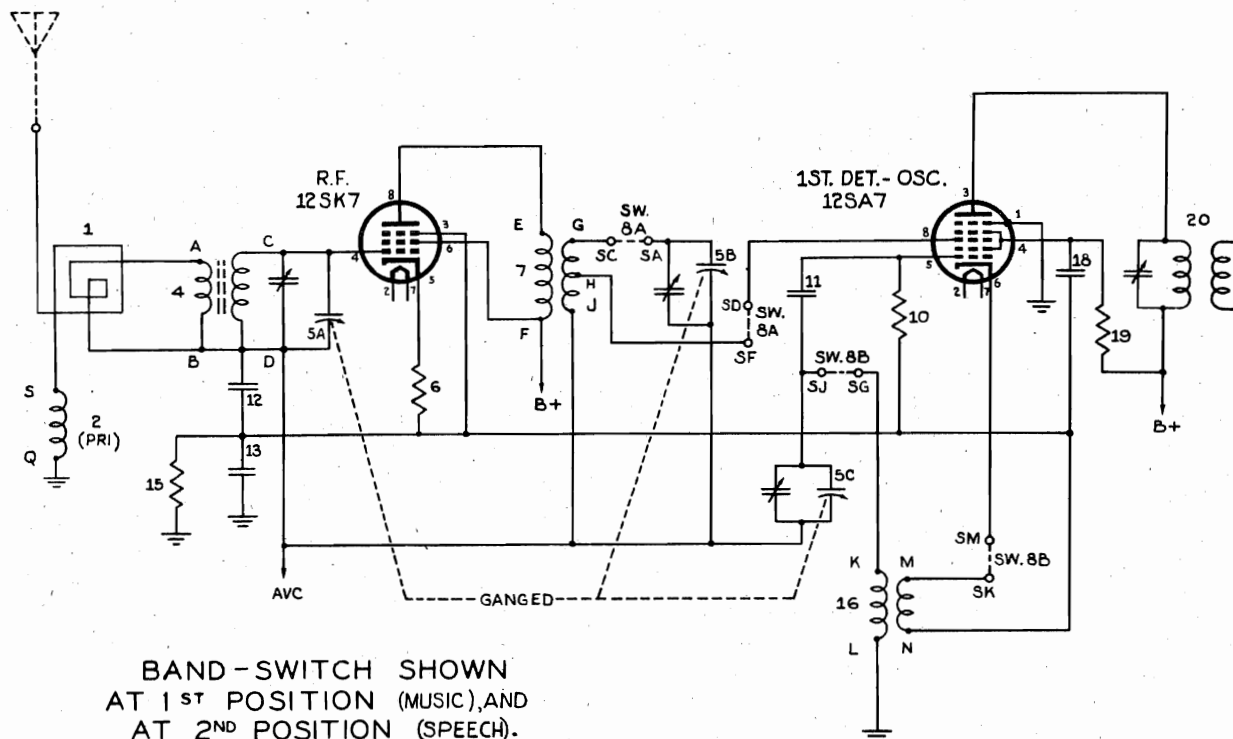 R.F.
12SK7
1ST. DET.-OSC.
12SA7
1
A
C
4
B
D
5A
S
2
(PRI)
Q
12
13
15
8
3
6
4
5
2
7
6
E
7
F
B+
G
H
J
SW.
8A
SC
SA
5B
SD
SW.
8A
SF
11
10
SW.8B
SJ
SG
5C
3
1
8
4
5
2
7
6
18
19
20
B+
SM
SW.8B
SK
K
M
16
L
N
AVC
GANGED
BAND-SWITCH SHOWN
AT 1ST POSITION (MUSIC), AND
AT 2ND POSITION (SPEECH).